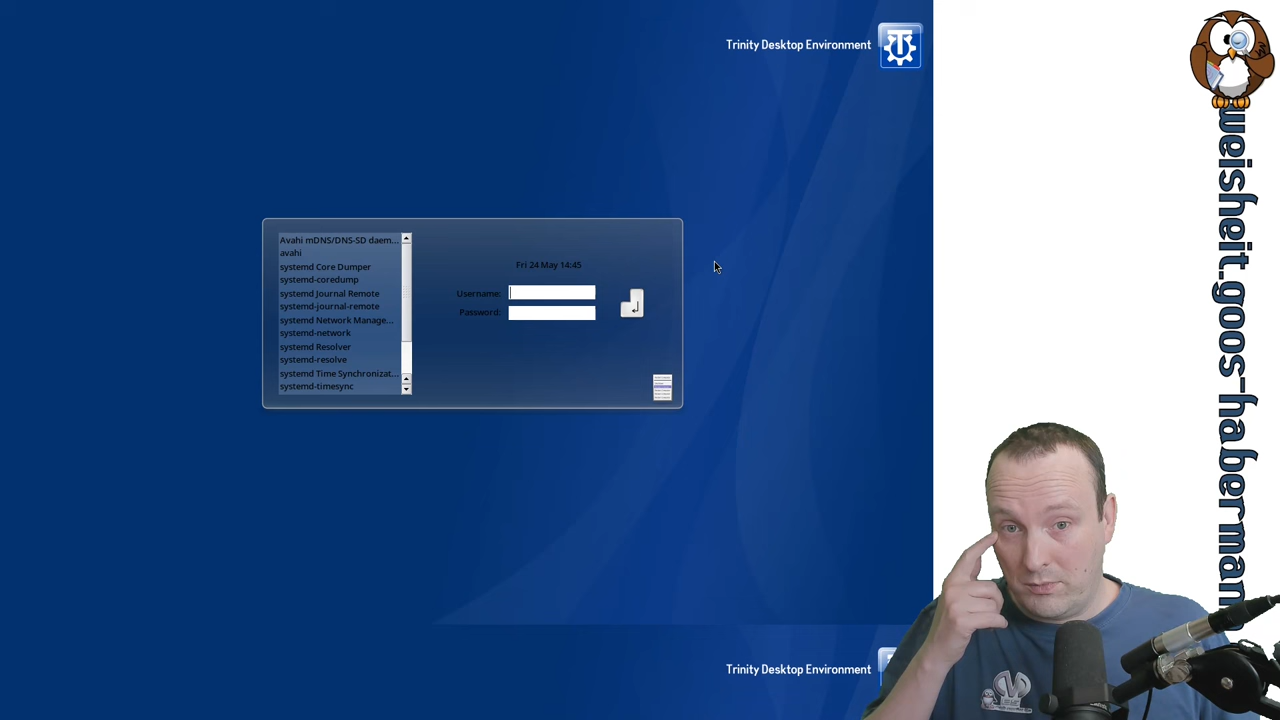 Trinity Desktop Environment
Avahi mDNS/DNS-SD daem...
avahi
systemd Core Dumper
systemd-coredump
systemd Journal Remote
systemd-journal-remote
systemd Network Manage...
systemd-network
systemd Resolver
systemd-resolve
systemd Time Synchronizat...
systemd-timesync
Fri 24 May 14:45
Username:
Password:
Trinity Desktop Environment
weisheit.goos-haberman